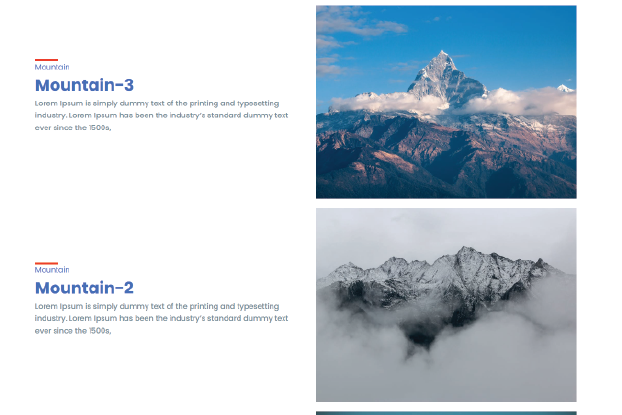 Mountain
Mountain-3
Lorem Ipsum is simply dummy text of the printing and typesetting
industry. Lorem Ipsum has been the industry's standard dummy text
ever since the 1500s,
Mountain
Mountain-2
Lorem Ipsum is simply dummy text of the printing and typesetting
industry. Lorem Ipsum has been the industry's standard dummy text
ever since the 1500s,